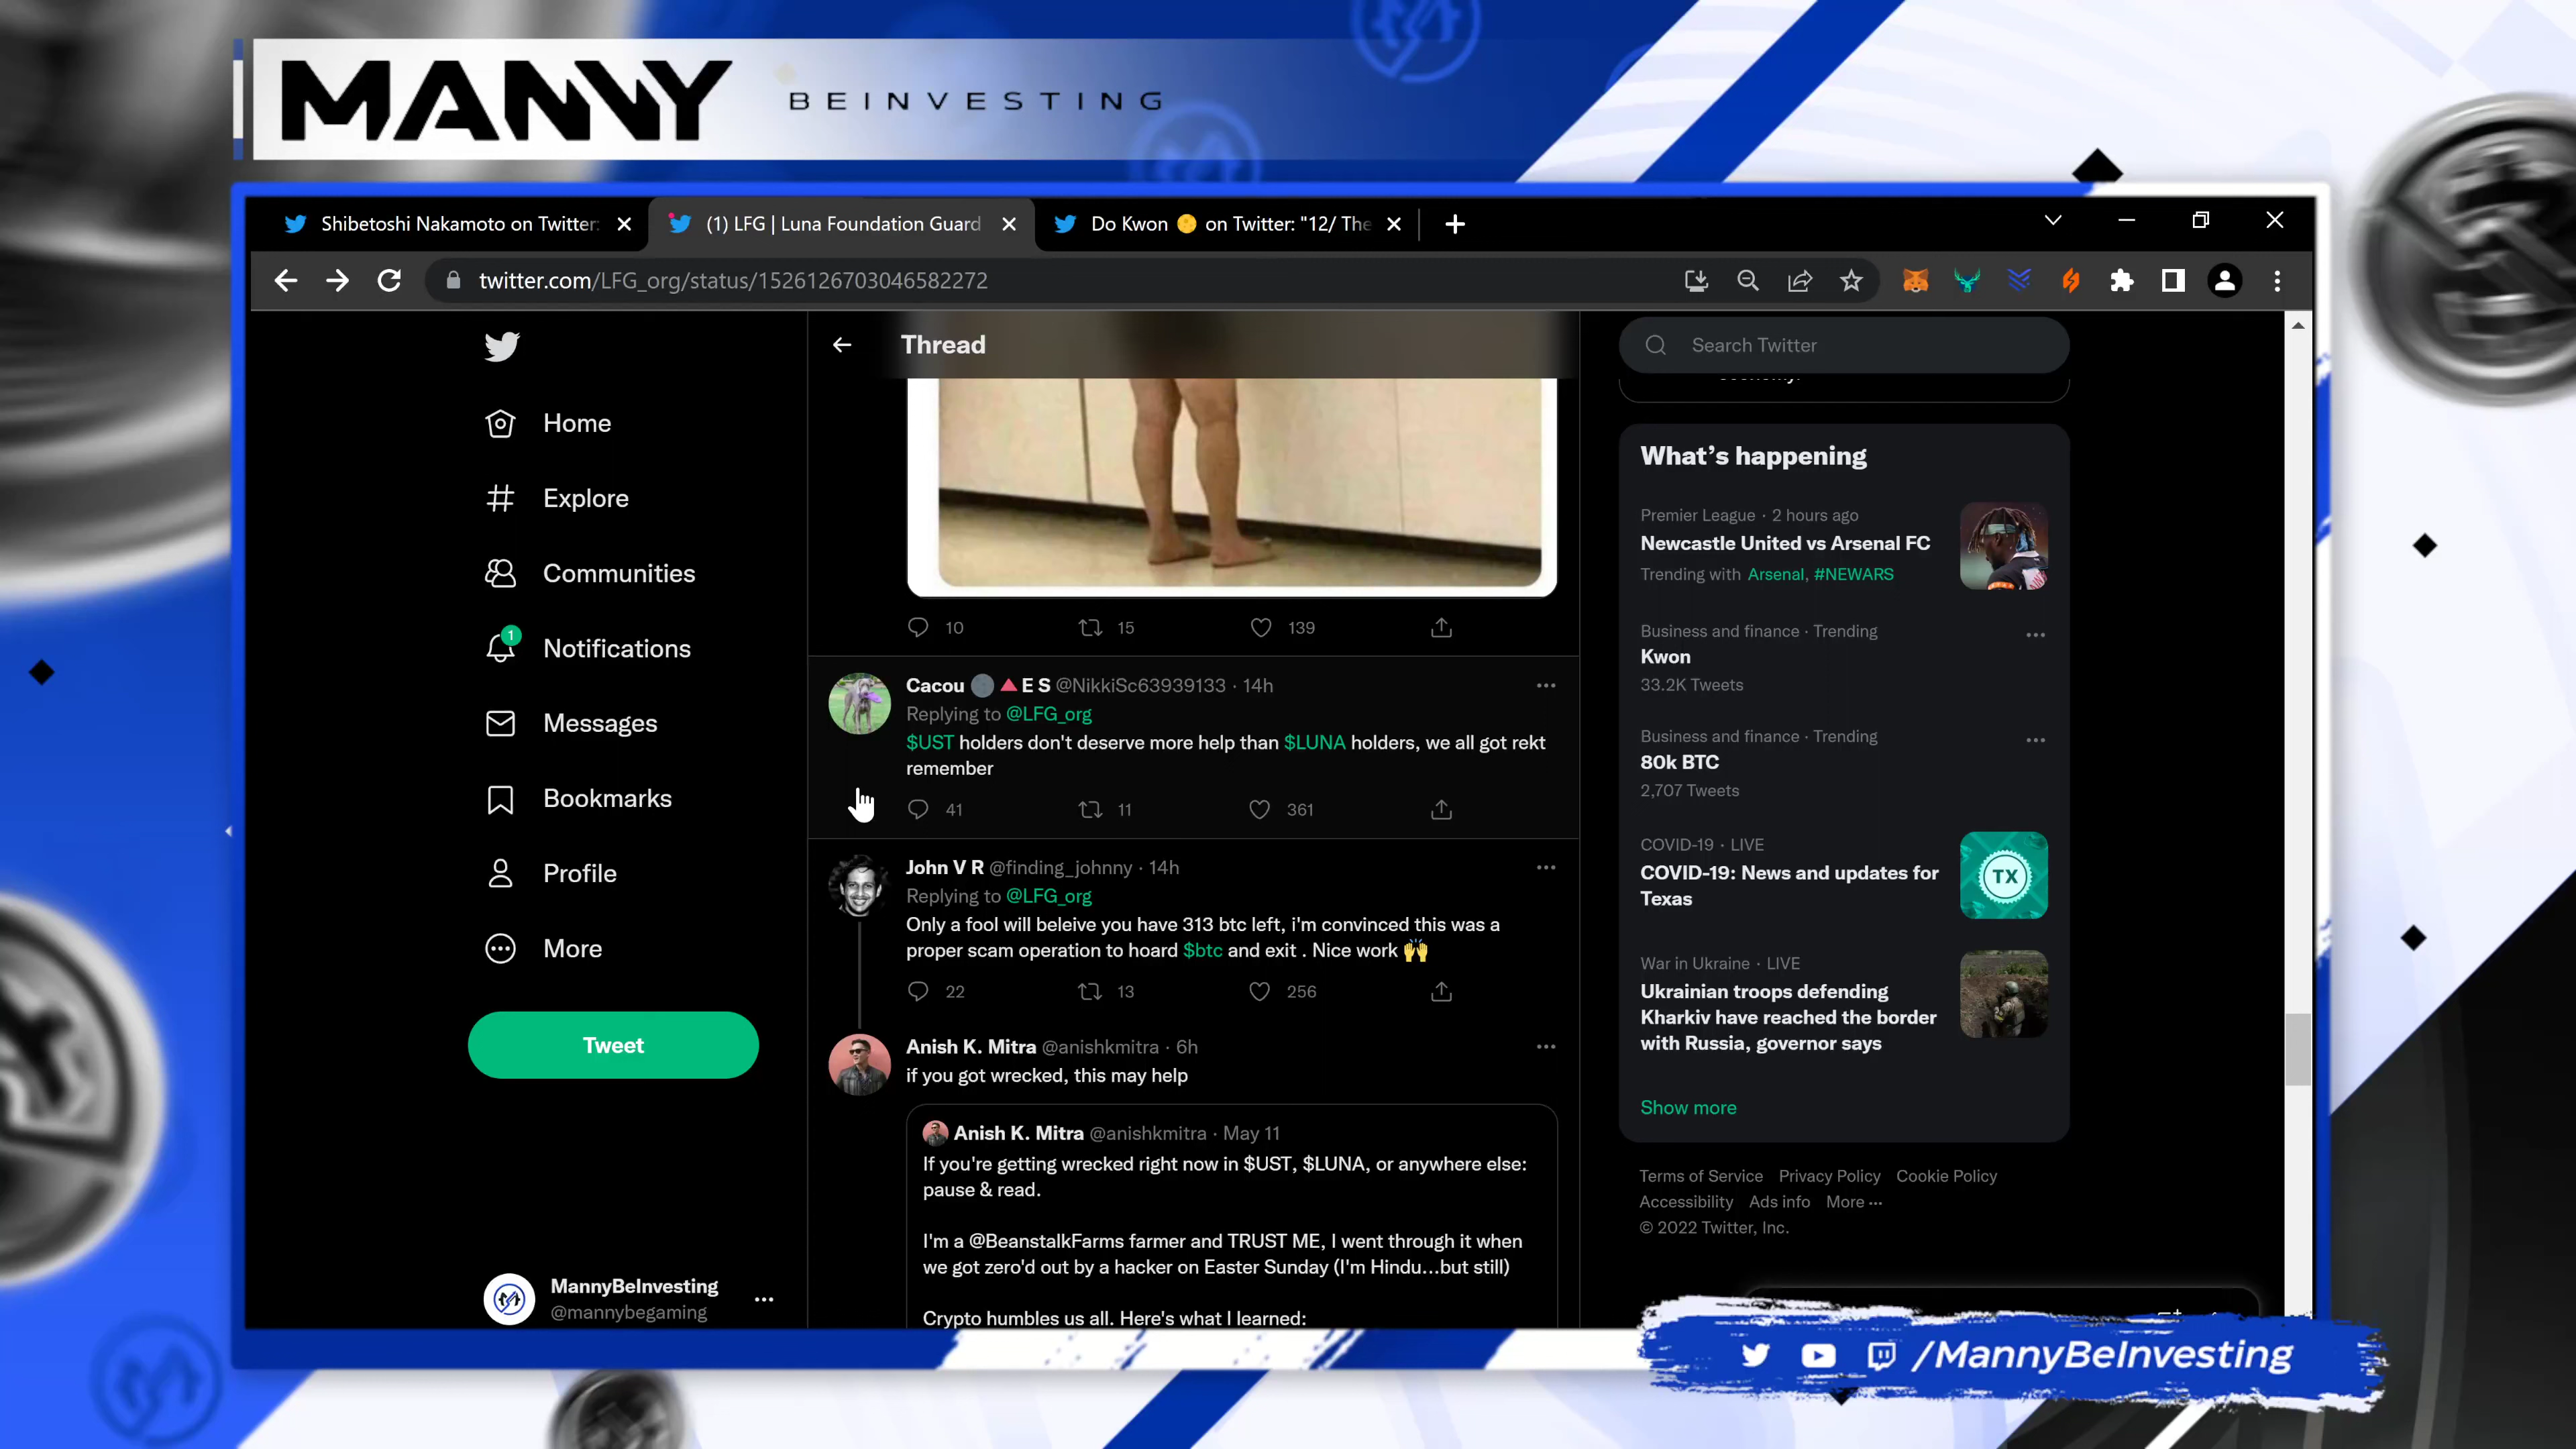 MANNY BEINVESTING
Shibetoshi Nakamoto on Twitter:
(1) LFG | Luna Foundation Guard
Do Kwon on Twitter: "12/ The
twitter.com/LFG_org/status/1526126703046582272
Thread
Search Twitter
Home
Explore
Communities
1
Notifications
Messages
Bookmarks
Profile
More
Tweet
MannyBeInvesting
@mannybegaming
10 15 139
Cacou E S @NikkiSc63939133 · 14h
Replying to @LFG_org
$UST holders don't deserve more help than $LUNA holders, we all got rekt
remember
41 11 361
John V R @finding_johnny · 14h
Replying to @LFG_org
Only a fool will beleive you have 313 btc left, i'm convinced this was a
proper scam operation to hoard $btc and exit . Nice work 🙌
22 13 256
Anish K. Mitra @anishkmitra · 6h
if you got wrecked, this may help
Anish K. Mitra @anishkmitra · May 11
If you're getting wrecked right now in $UST, $LUNA, or anywhere else:
pause & read.
I'm a @BeanstalkFarms farmer and TRUST ME, I went through it when
we got zero'd out by a hacker on Easter Sunday (I'm Hindu...but still)
Crypto humbles us all. Here's what I learned:
What's happening
Premier League · 2 hours ago
Newcastle United vs Arsenal FC
Trending with Arsenal, #NEWARS
Business and finance · Trending
Kwon
33.2K Tweets
Business and finance · Trending
80k BTC
2,707 Tweets
COVID-19 · LIVE
COVID-19: News and updates for
Texas
TX
War in Ukraine · LIVE
Ukrainian troops defending
Kharkiv have reached the border
with Russia, governor says
Show more
Terms of Service Privacy Policy Cookie Policy
Accessibility Ads info More ...
© 2022 Twitter, Inc.
/MannyBeInvesting